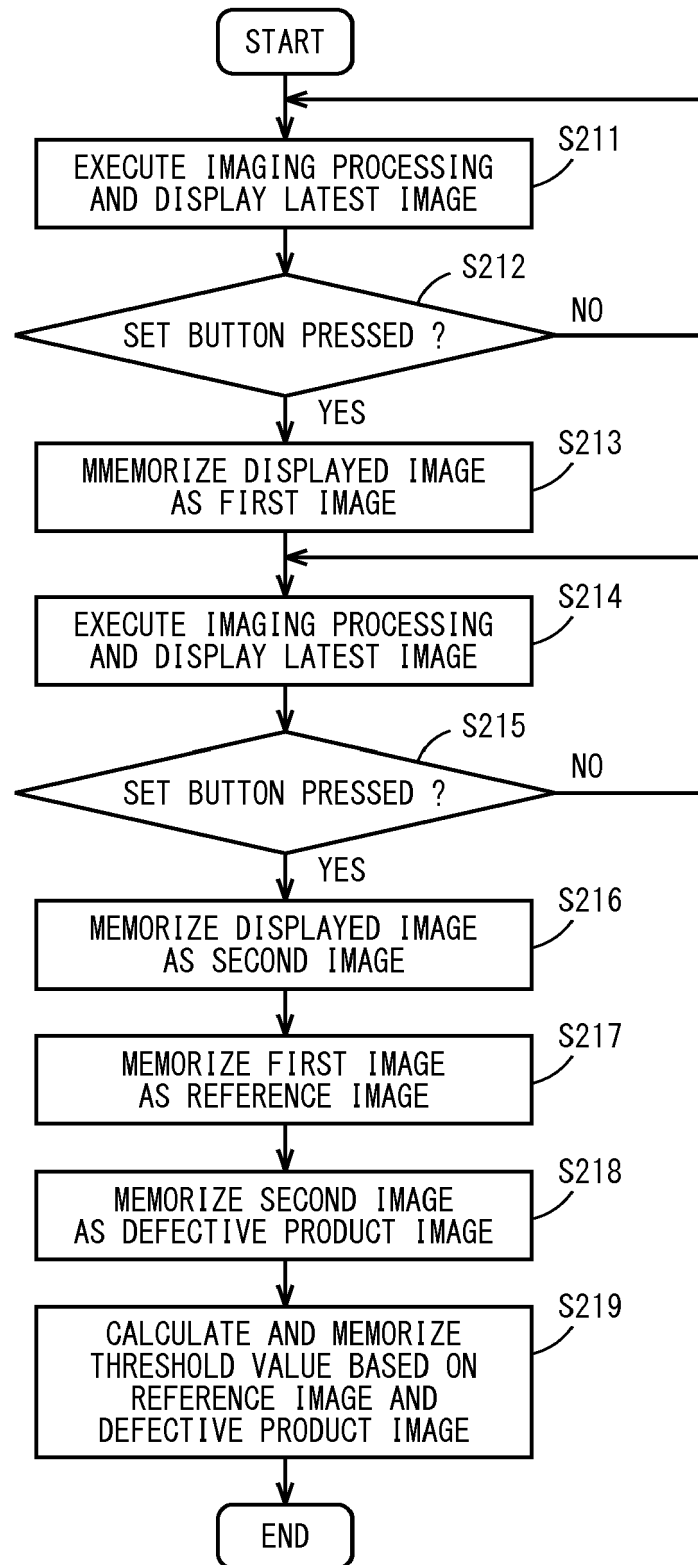 START
S211
EXECUTE IMAGING PROCESSING
AND DISPLAY LATEST IMAGE
S212
SET BUTTON PRESSED ?
NO
YES
S213
MMEMORIZE DISPLAYED IMAGE
AS FIRST IMAGE
S214
EXECUTE IMAGING PROCESSING
AND DISPLAY LATEST IMAGE
S215
SET BUTTON PRESSED ?
NO
YES
S216
MEMORIZE DISPLAYED IMAGE
AS SECOND IMAGE
S217
MEMORIZE FIRST IMAGE
AS REFERENCE IMAGE
S218
MEMORIZE SECOND IMAGE
AS DEFECTIVE PRODUCT IMAGE
S219
CALCULATE AND MEMORIZE
THRESHOLD VALUE BASED ON
REFERENCE IMAGE AND
DEFECTIVE PRODUCT IMAGE
END